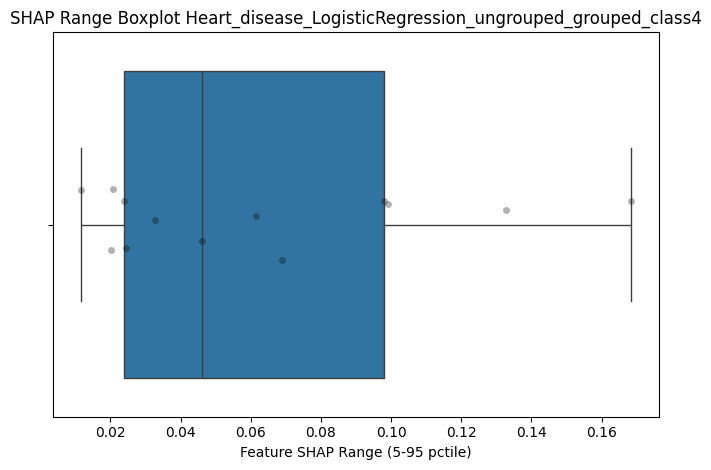 SHAP Range Boxplot Heart_disease_LogisticRegression_ungrouped_grouped_class4
0.02 0.04 0.06 0.08 0.10 0.12 0.14 0.16
Feature SHAP Range (5-95 pctile)